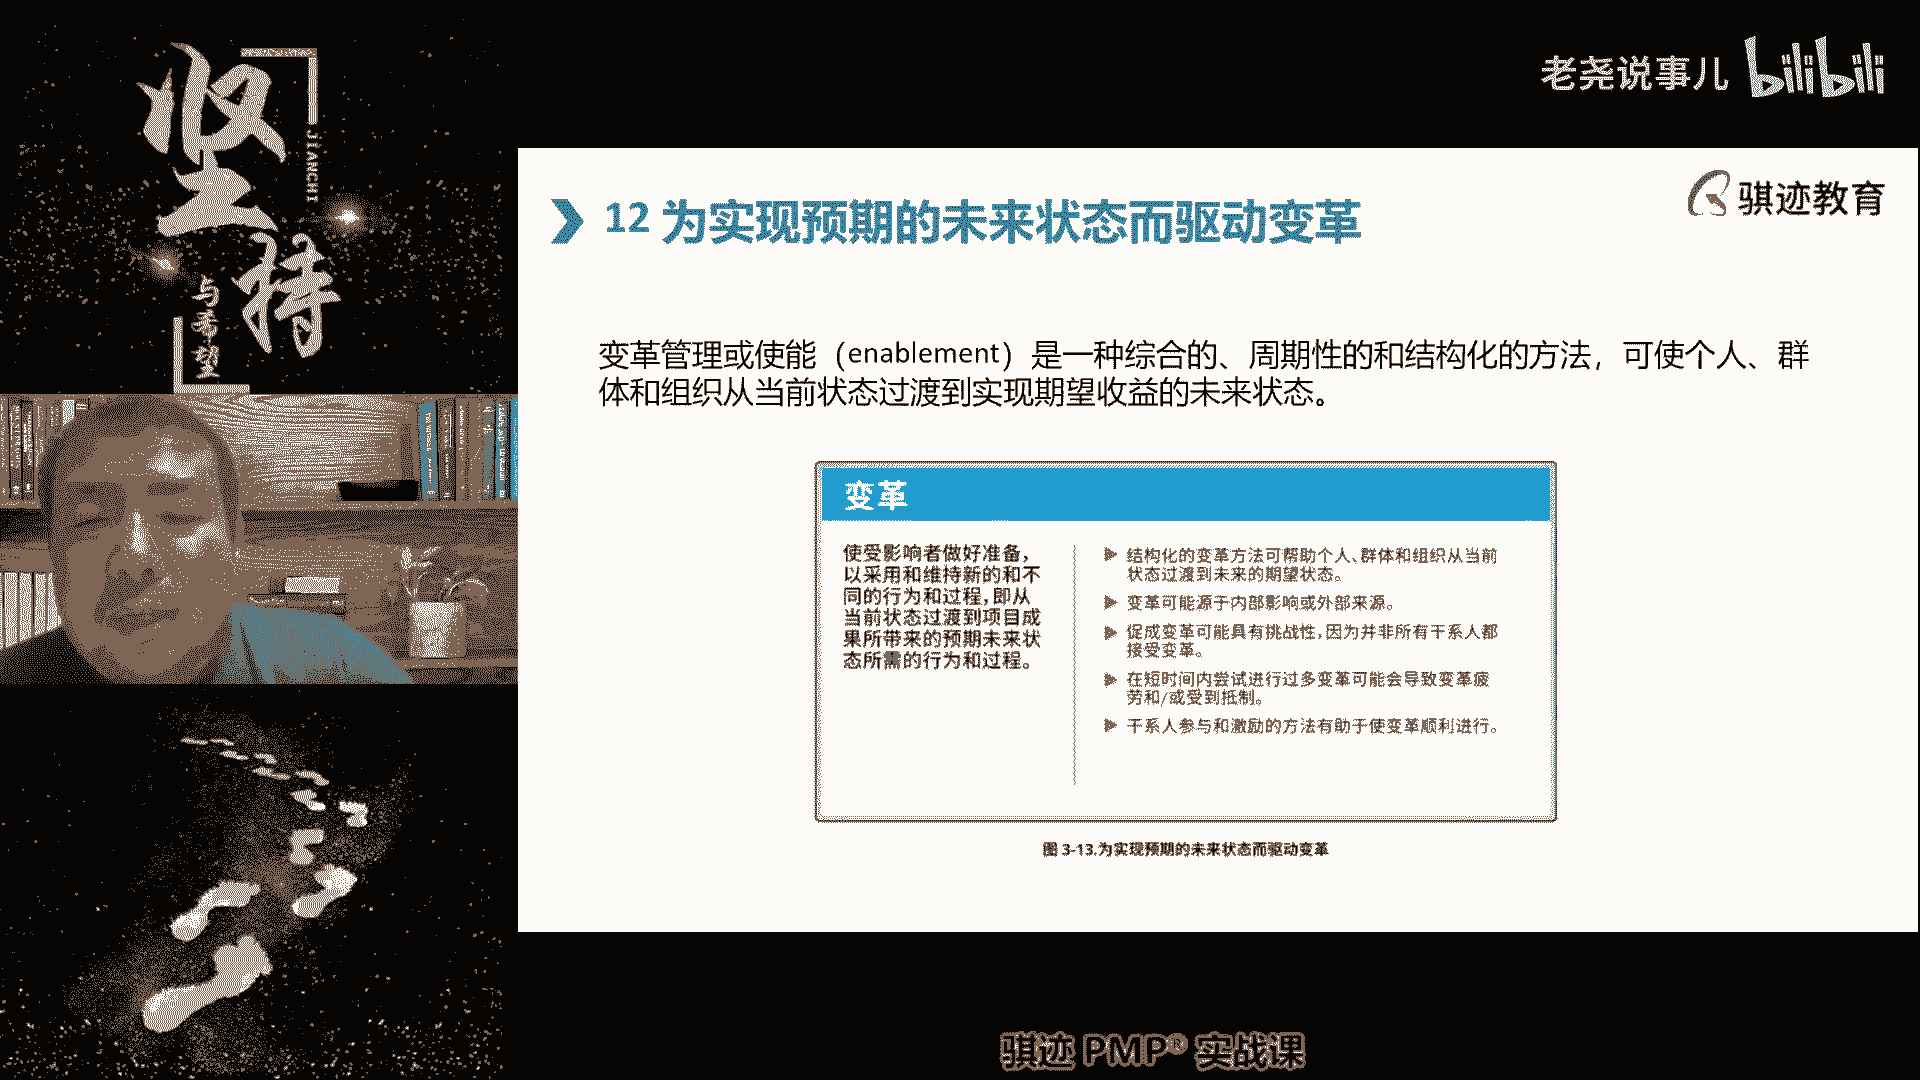 坚持
JIANCHI
与希望
老尧说事儿 bilibili
骐迹教育
12 为实现预期的未来状态而驱动变革
变革管理或使能（enablement）是一种综合的、周期性的和结构化的方法，可使个人、群
体和组织从当前状态过渡到实现期望收益的未来状态。
变革
使受影响者做好准备，
以采用和维持新的和不
同的行为和过程，即从
当前状态过渡到项目成
果所带来的预期未来状
态所需的行为和过程。
结构化的变革方法可帮助个人、群体和组织从当前
状态过渡到未来的期望状态。
变革可能源于内部影响或外部来源。
促成变革可能具有挑战性，因为并非所有干系人都
接受变革。
在短时间内尝试进行过多变革可能会导致变革疲
劳和/或受到抵制。
干系人参与和激励的方法有助于使变革顺利进行。
图 3-13.为实现预期的未来状态而驱动变革
骐迹 PMP® 实战课